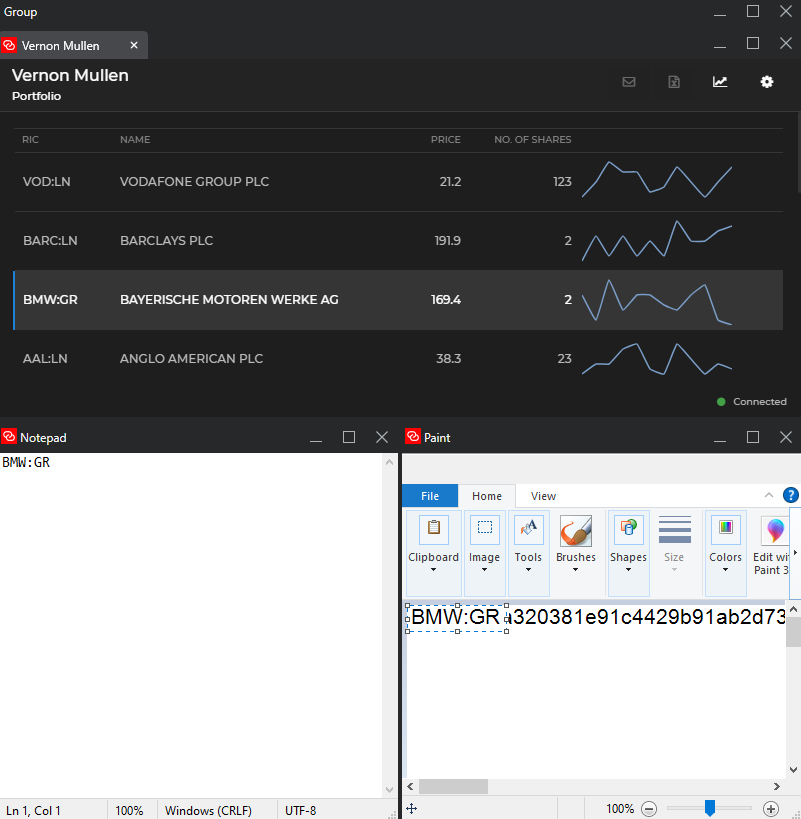 Group
Vernon Mullen
Vernon Mullen
Portfolio
RIC NAME PRICE NO. OF SHARES
VOD:LN VODAFONE GROUP PLC 21.2 123
BARC:LN BARCLAYS PLC 191.9 2
BMW:GR BAYERISCHE MOTOREN WERKE AG 169.4 2
AAL:LN ANGLO AMERICAN PLC 38.3 23
Connected
Notepad
BMW:GR
Ln 1, Col 1 100% Windows (CRLF) UTF-8
Paint
File Home View
Clipboard Image Tools Brushes Shapes Size Colors Edit wi
Paint 3
BMW:GR a320381e91c4429b91ab2d73
100%